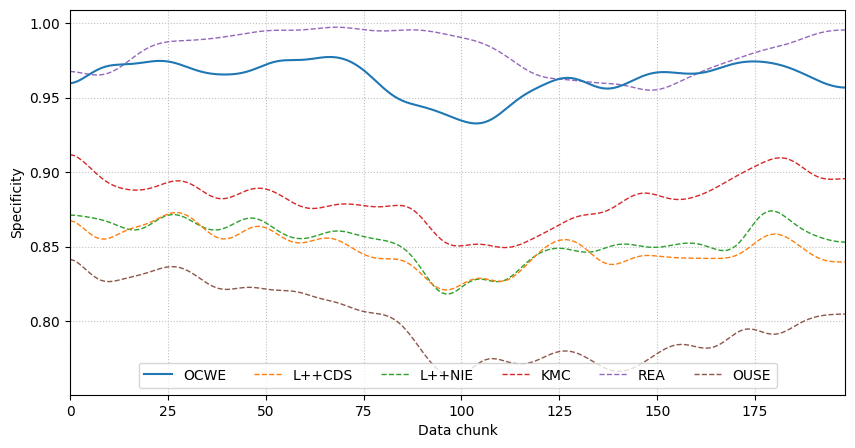 1.00
0.95
0.90
0.85
0.80
Specificity
OCWE L++CDS L++NIE KMC REA OUSE
0 25 50 75 100 125 150 175
Data chunk